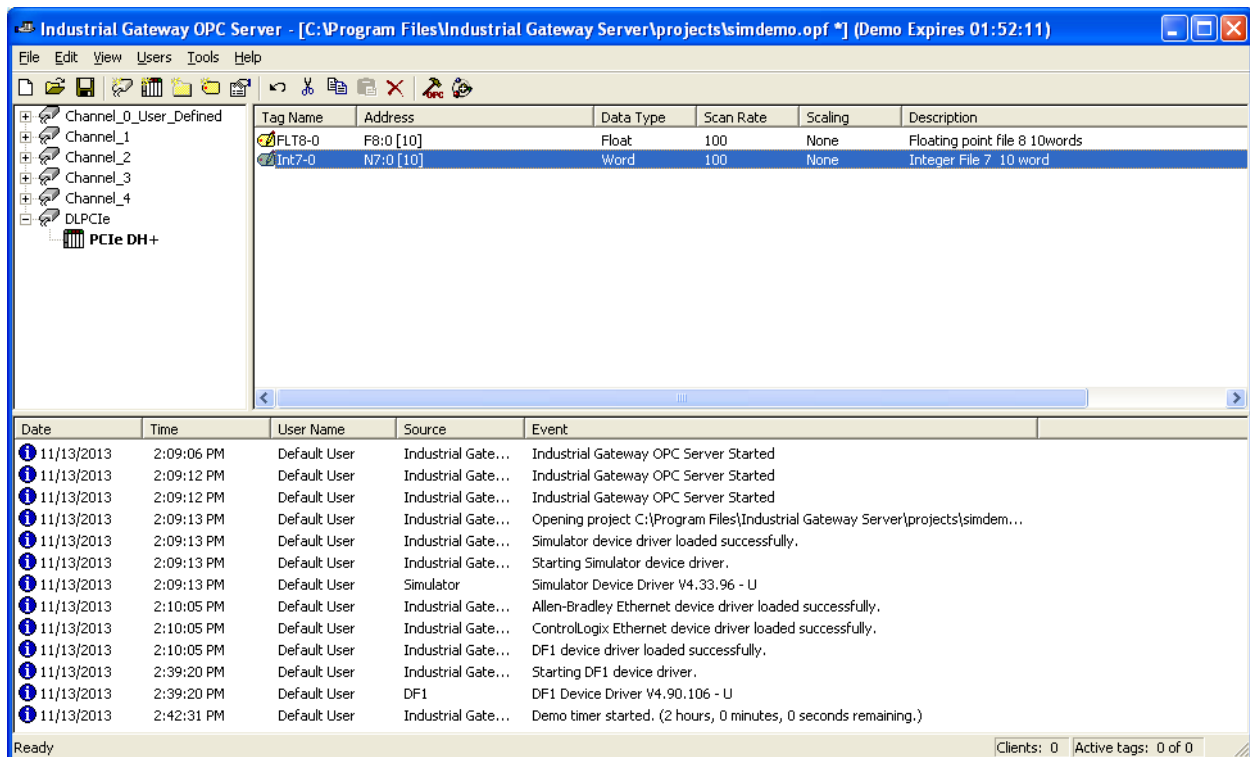 Industrial Gateway OPC Server - [C:\Program Files\Industrial Gateway Server\projects\simdemo.opf *] (Demo Expires 01:52:11)
File Edit View Users Tools Help
Channel_0_User_Defined
Channel_1
Channel_2
Channel_3
Channel_4
DLPCIe
PCIe DH+
Tag Name Address Data Type Scan Rate Scaling Description
FLT8-0 F8:0 [10] Float 100 None Floating point file 8 10words
Int7-0 N7:0 [10] Word 100 None Integer File 7 10 word
Date Time User Name Source Event
11/13/2013 2:09:06 PM Default User Industrial Gate... Industrial Gateway OPC Server Started
11/13/2013 2:09:12 PM Default User Industrial Gate... Industrial Gateway OPC Server Started
11/13/2013 2:09:12 PM Default User Industrial Gate... Industrial Gateway OPC Server Started
11/13/2013 2:09:13 PM Default User Industrial Gate... Opening project C:\Program Files\Industrial Gateway Server\projects\simdem...
11/13/2013 2:09:13 PM Default User Industrial Gate... Simulator device driver loaded successfully.
11/13/2013 2:09:13 PM Default User Industrial Gate... Starting Simulator device driver.
11/13/2013 2:09:13 PM Default User Simulator Simulator Device Driver V4.33.96 - U
11/13/2013 2:10:05 PM Default User Industrial Gate... Allen-Bradley Ethernet device driver loaded successfully.
11/13/2013 2:10:05 PM Default User Industrial Gate... ControlLogix Ethernet device driver loaded successfully.
11/13/2013 2:10:05 PM Default User Industrial Gate... DF1 device driver loaded successfully.
11/13/2013 2:39:20 PM Default User Industrial Gate... Starting DF1 device driver.
11/13/2013 2:39:20 PM Default User DF1 DF1 Device Driver V4.90.106 - U
11/13/2013 2:42:31 PM Default User Industrial Gate... Demo timer started. (2 hours, 0 minutes, 0 seconds remaining.)
Ready Clients: 0 Active tags: 0 of 0